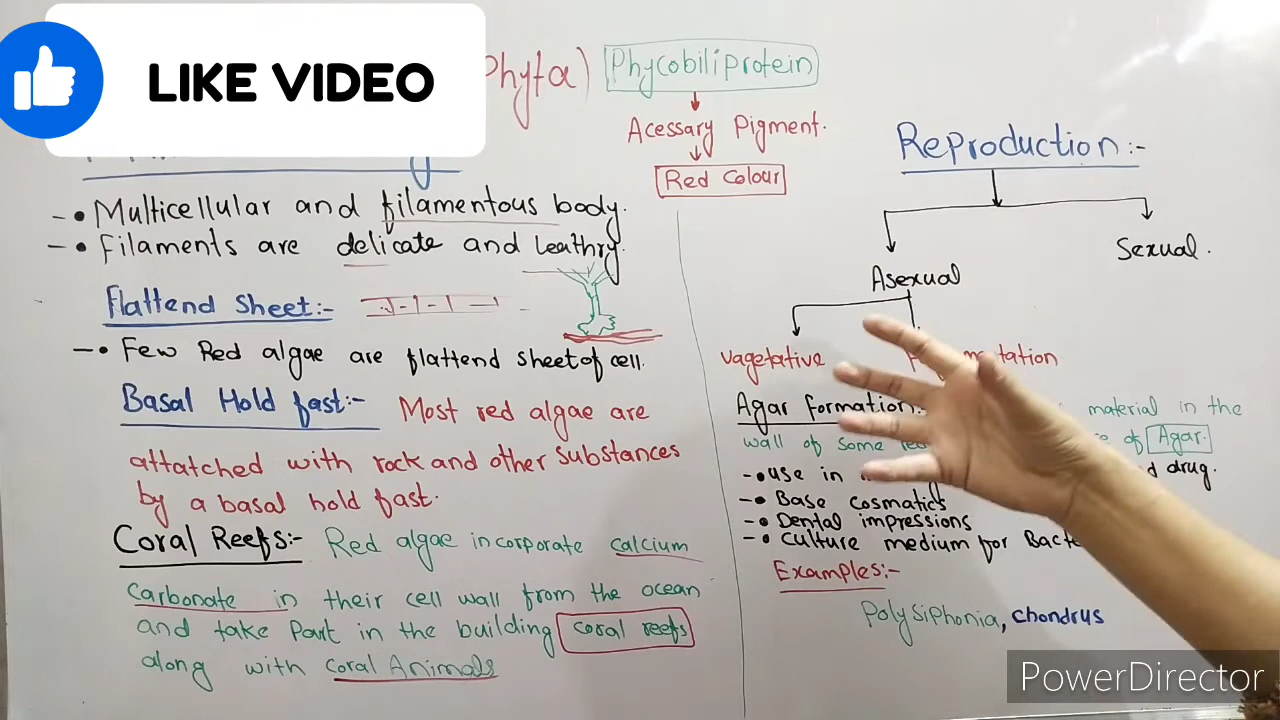 LIKE VIDEO
Phyta) Phycobiliprotein
Acessary Pigment.
Red Colour
- • Multicellular and filamentous body.
- • Filaments are delicate and leathry.
Flattend Sheet:-
- • Few Red algae are flattend sheet of cell.
Basal Hold fast:- Most red algae are
attatched with rock and other substances
by a basal hold fast.
Coral Reefs:- Red algae incorporate calcium
Carbonate in their cell wall from the ocean
and take Part in the building coral reefs
along with Coral Animals
Reproduction:-
Asexual
Sexual.
vagetative
Agar formation: material in the
wall of some of Agar.
- • use in drug.
- • Base cosmatics
- • Dental impressions
- • Culture medium for
Examples:-
Polysiphonia, chondrus
PowerDirector